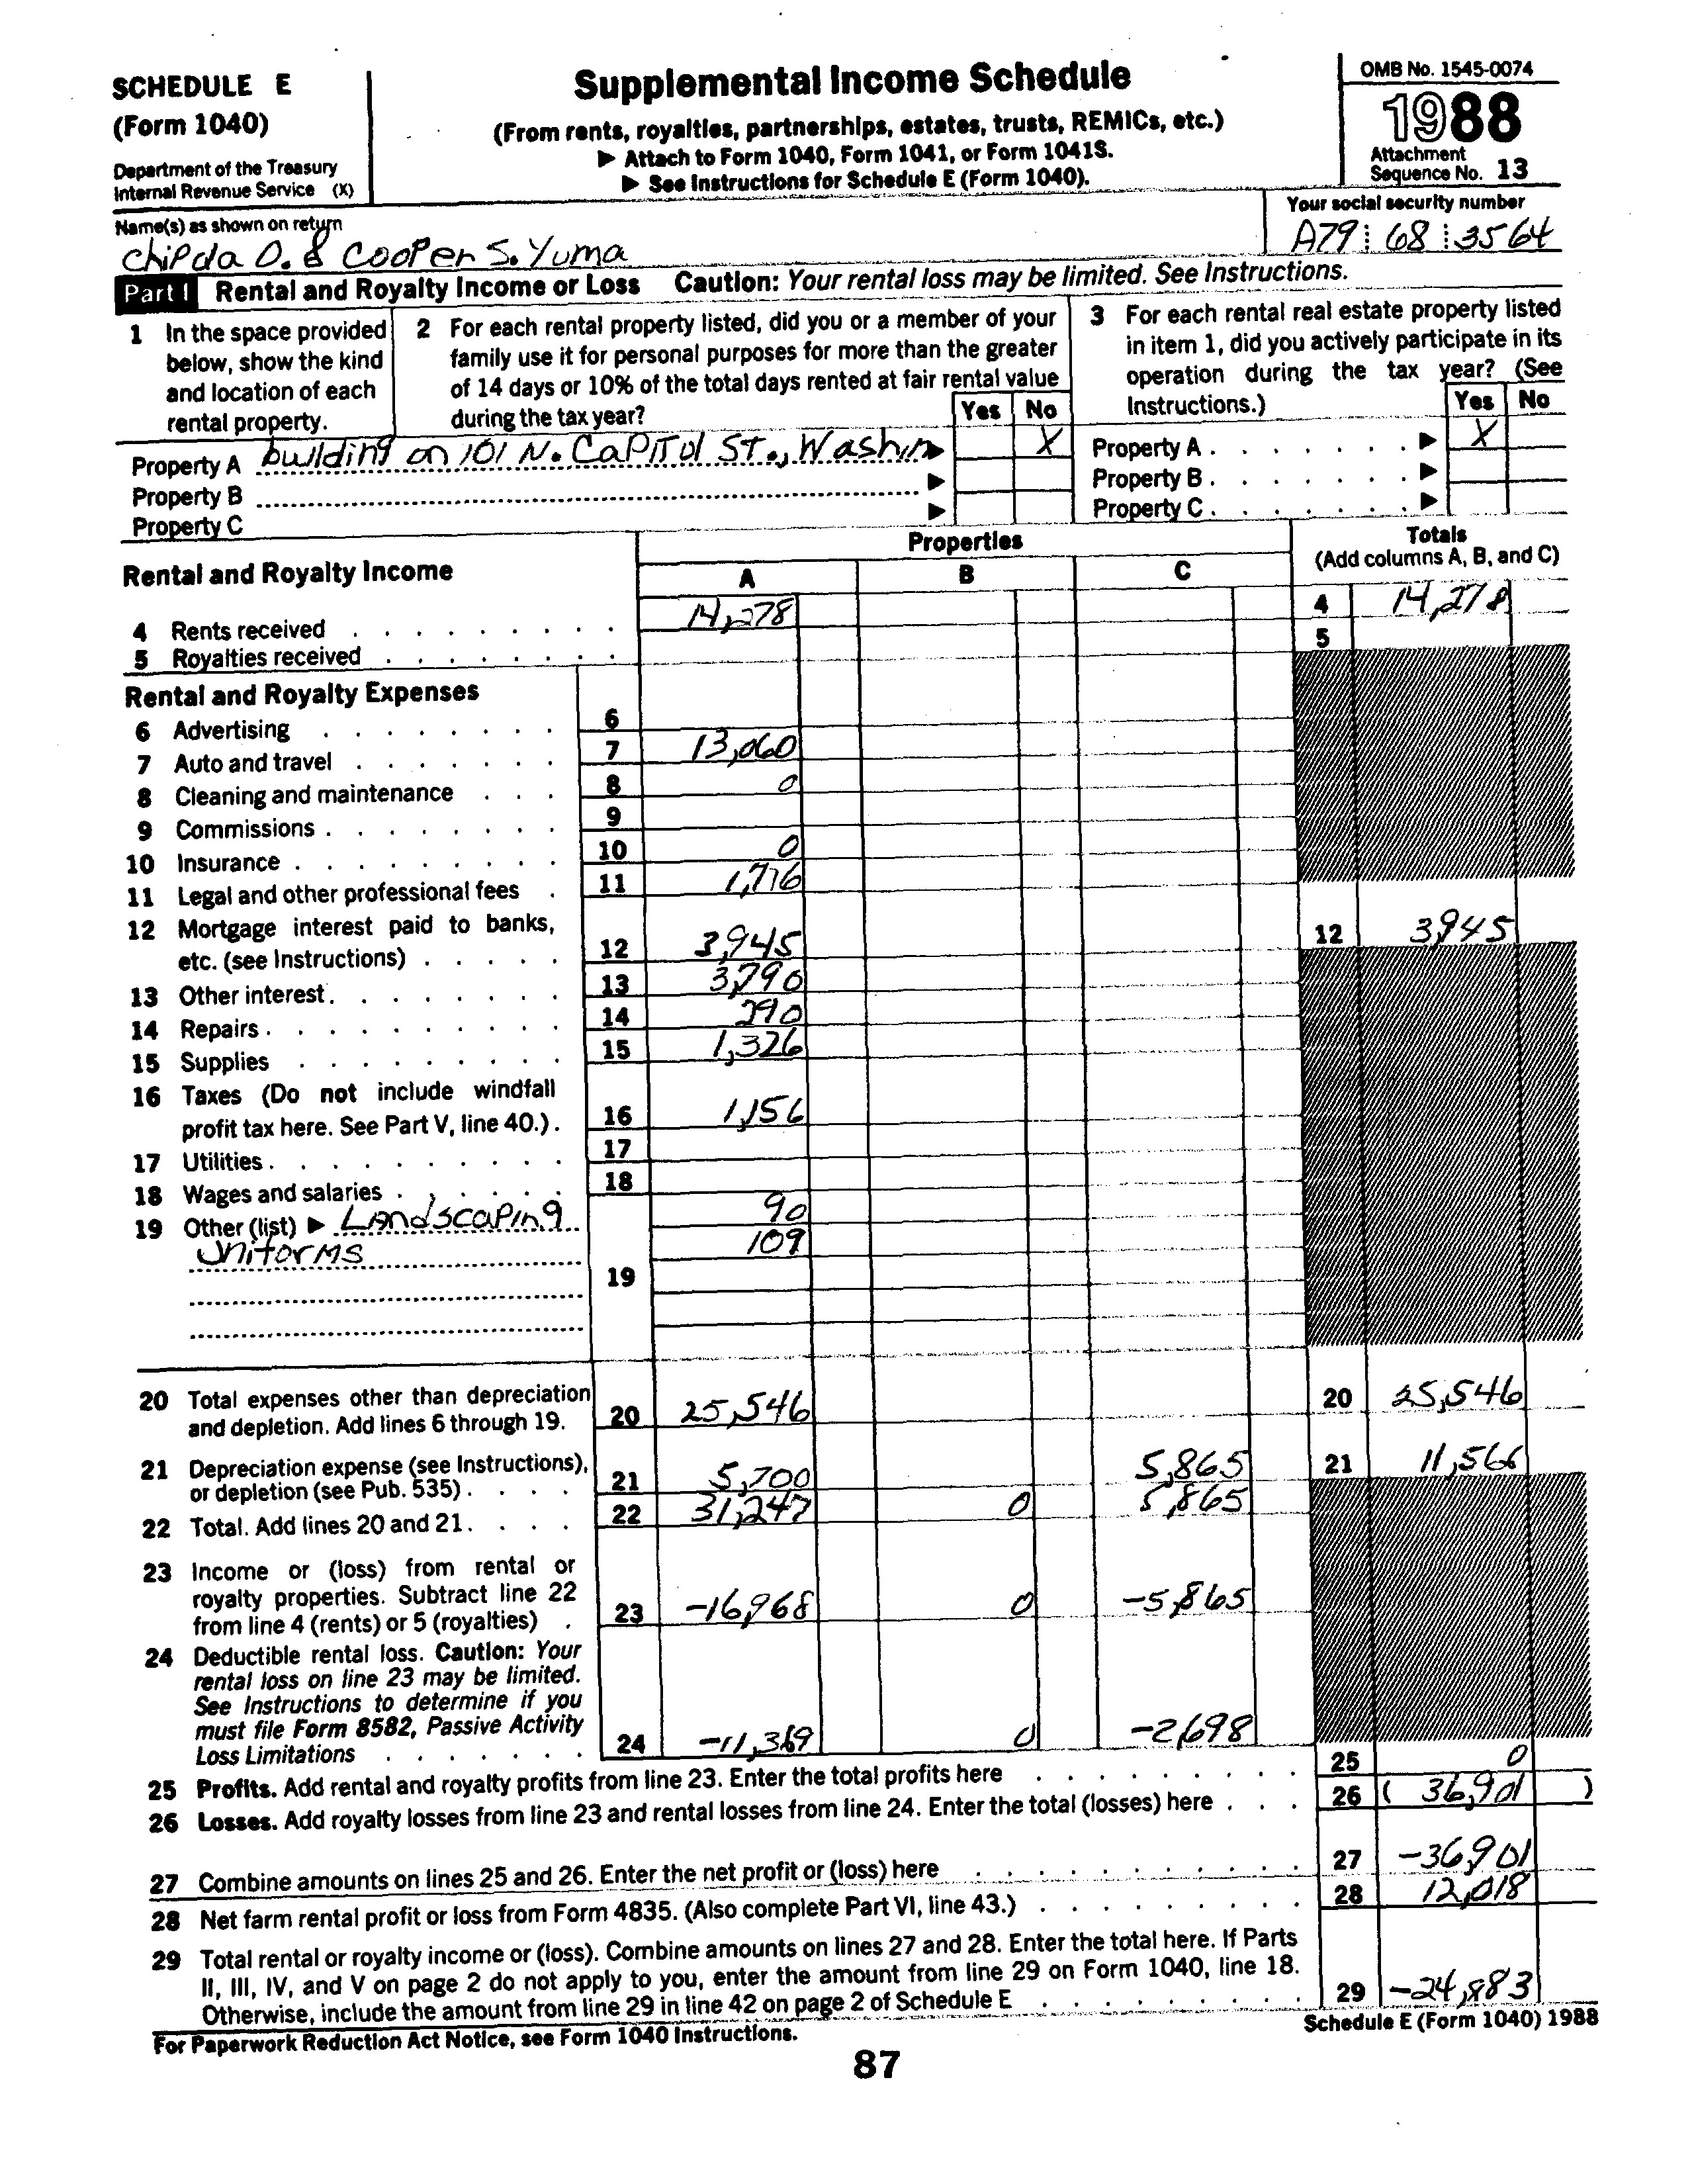 SCHEDULE E
(Form 1040)
Department of the Treasury
Internal Revenue Service (X)
Supplemental Income Schedule
(From rents, royalties, partnerships, estates, trusts, REMICs, etc.)
▶ Attach to Form 1040, Form 1041, or Form 1041S.
▶ See Instructions for Schedule E (Form 1040).
OMB No. 1545-0074
1988
Attachment
Sequence No. 13
Name(s) as shown on return
Chipda O. & Cooper S. Yuma
Your social security number
A79 68 3564
Part I Rental and Royalty Income or Loss Caution: Your rental loss may be limited. See Instructions.
1 In the space provided
below, show the kind
and location of each
rental property.
2 For each rental property listed, did you or a member of your
family use it for personal purposes for more than the greater
of 14 days or 10% of the total days rented at fair rental value
during the tax year?
Yes No
3 For each rental real estate property listed
in item 1, did you actively participate in its
operation during the tax year? (See
Instructions.)
Yes No
Property A building on 101 N. Capitol St., Washin ▶ X
Property B ▶
Property C ▶
Property A . . . . . . . ▶ X
Property B . . . . . . . ▶
Property C . . . . . . . ▶
Rental and Royalty Income
Properties
A B C
Totals
(Add columns A, B, and C)
4 Rents received 14,278 4 14,278
5 Royalties received 5
Rental and Royalty Expenses
6 Advertising 6
7 Auto and travel 7 13,060
8 Cleaning and maintenance 8 0
9 Commissions 9
10 Insurance 10 0
11 Legal and other professional fees 11 1,776
12 Mortgage interest paid to banks,
etc. (see Instructions) 12 3,945 12 3,945
13 Other interest 13 3,790
14 Repairs 14 290
15 Supplies 15 1,326
16 Taxes (Do not include windfall
profit tax here. See Part V, line 40.) 16 1,156
17 Utilities 17
18 Wages and salaries 18
19 Other (list) ▶ Landscaping 90
Uniforms 109
19
20 Total expenses other than depreciation
and depletion. Add lines 6 through 19. 20 25,546 20 25,546
21 Depreciation expense (see Instructions),
or depletion (see Pub. 535) 21 5,700 5,865 21 11,566
22 Total. Add lines 20 and 21 22 31,247 0 5,865
23 Income or (loss) from rental or
royalty properties. Subtract line 22
from line 4 (rents) or 5 (royalties) 23 -16,968 0 -5,865
24 Deductible rental loss. Caution: Your
rental loss on line 23 may be limited.
See Instructions to determine if you
must file Form 8582, Passive Activity
Loss Limitations 24 -11,369 0 -2,698
25 Profits. Add rental and royalty profits from line 23. Enter the total profits here 25 0
26 Losses. Add royalty losses from line 23 and rental losses from line 24. Enter the total (losses) here 26 ( 36,901 )
27 Combine amounts on lines 25 and 26. Enter the net profit or (loss) here 27 -36,901
28 Net farm rental profit or loss from Form 4835. (Also complete Part VI, line 43.) 28 12,018
29 Total rental or royalty income or (loss). Combine amounts on lines 27 and 28. Enter the total here. If Parts
II, III, IV, and V on page 2 do not apply to you, enter the amount from line 29 on Form 1040, line 18.
Otherwise, include the amount from line 29 in line 42 on page 2 of Schedule E 29 -24,883
For Paperwork Reduction Act Notice, see Form 1040 Instructions.
Schedule E (Form 1040) 1988
87